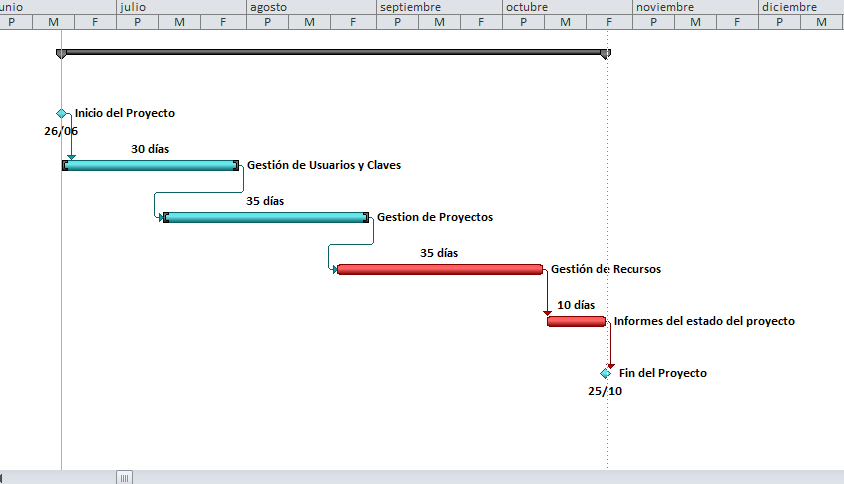 unio julio agosto septiembre octubre noviembre diciembre
P M F P M F P M F P M F P M F P M F P M
Inicio del Proyecto
26/06
30 días
Gestión de Usuarios y Claves
35 días
Gestion de Proyectos
35 días
Gestión de Recursos
10 días
Informes del estado del proyecto
Fin del Proyecto
25/10